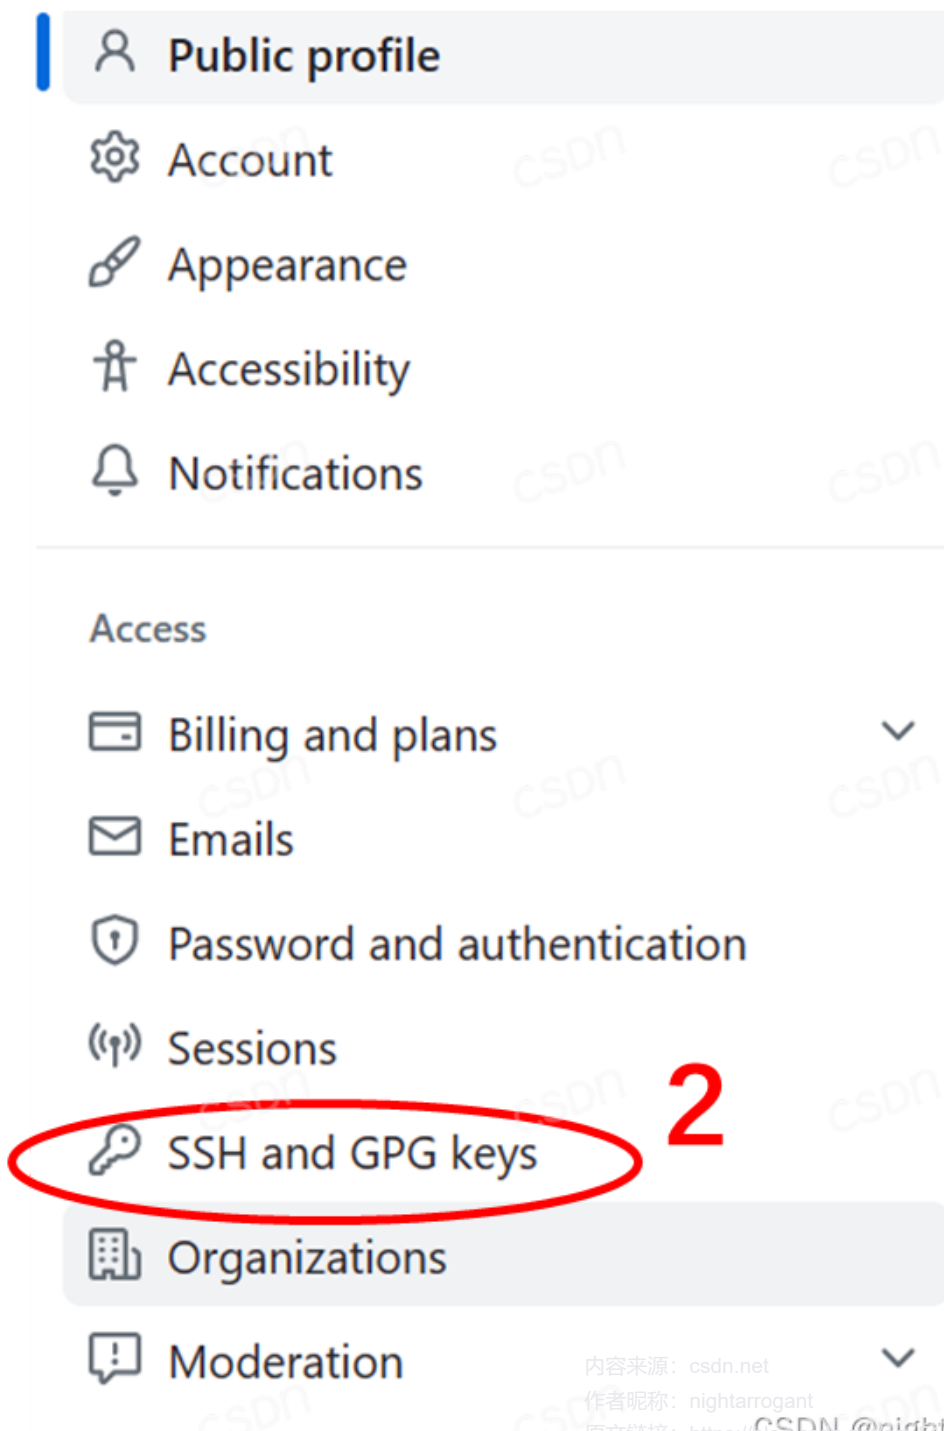 Public profile
Account
Appearance
Accessibility
Notifications
Access
Billing and plans
Emails
Password and authentication
Sessions
2
SSH and GPG keys
Organizations
Moderation
内容来源：csdn.net
作者昵称：nightarrogant
CSDN